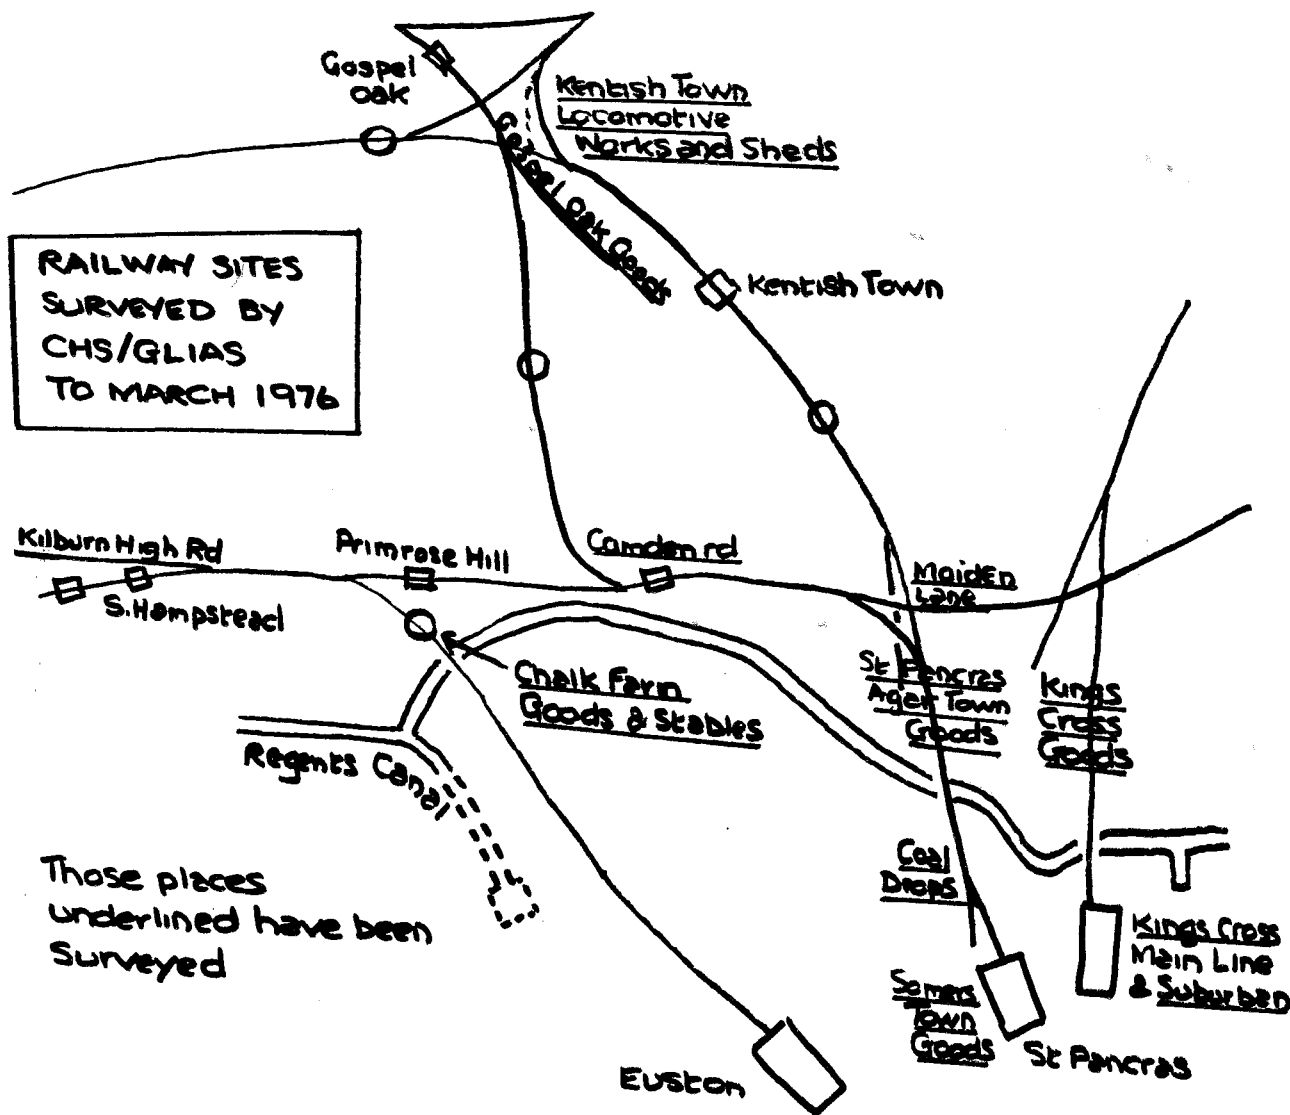 Gospel
Oak
Kentish Town
Locomotive
Works and Sheds
Gospel Oak Goods
RAILWAY SITES
SURVEYED BY
CHS/GLIAS
TO MARCH 1976
Kentish Town
Kilburn High Rd
S. Hampstead
Primrose Hill
Camden rd
Maiden
Lane
St Pancras
Agar Town
Goods
Kings
Cross
Goods
Chalk Farm
Goods & Stables
Regents Canal
Coal
Drops
Those places
underlined have been
Surveyed
Kings Cross
Main Line
& Suburban
Somers
Town
Goods
St Pancras
Euston